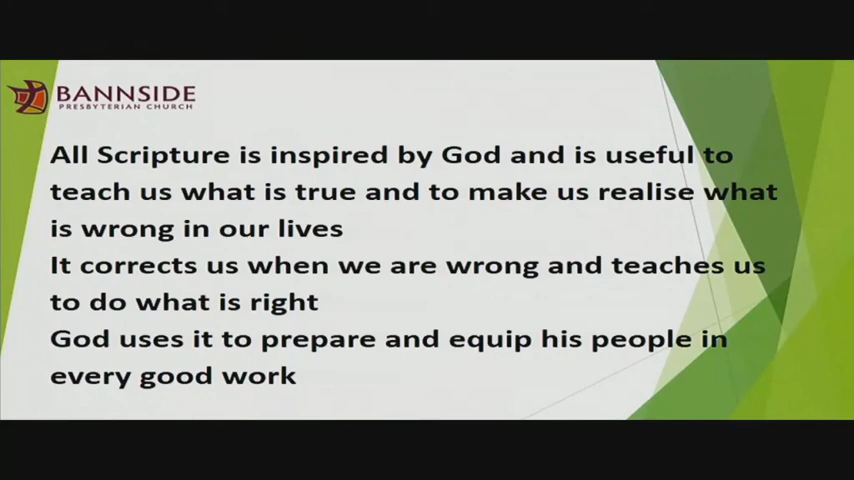 BANNSIDE
PRESBYTERIAN CHURCH
All Scripture is inspired by God and is useful to
teach us what is true and to make us realise what
is wrong in our lives
It corrects us when we are wrong and teaches us
to do what is right
God uses it to prepare and equip his people in
every good work